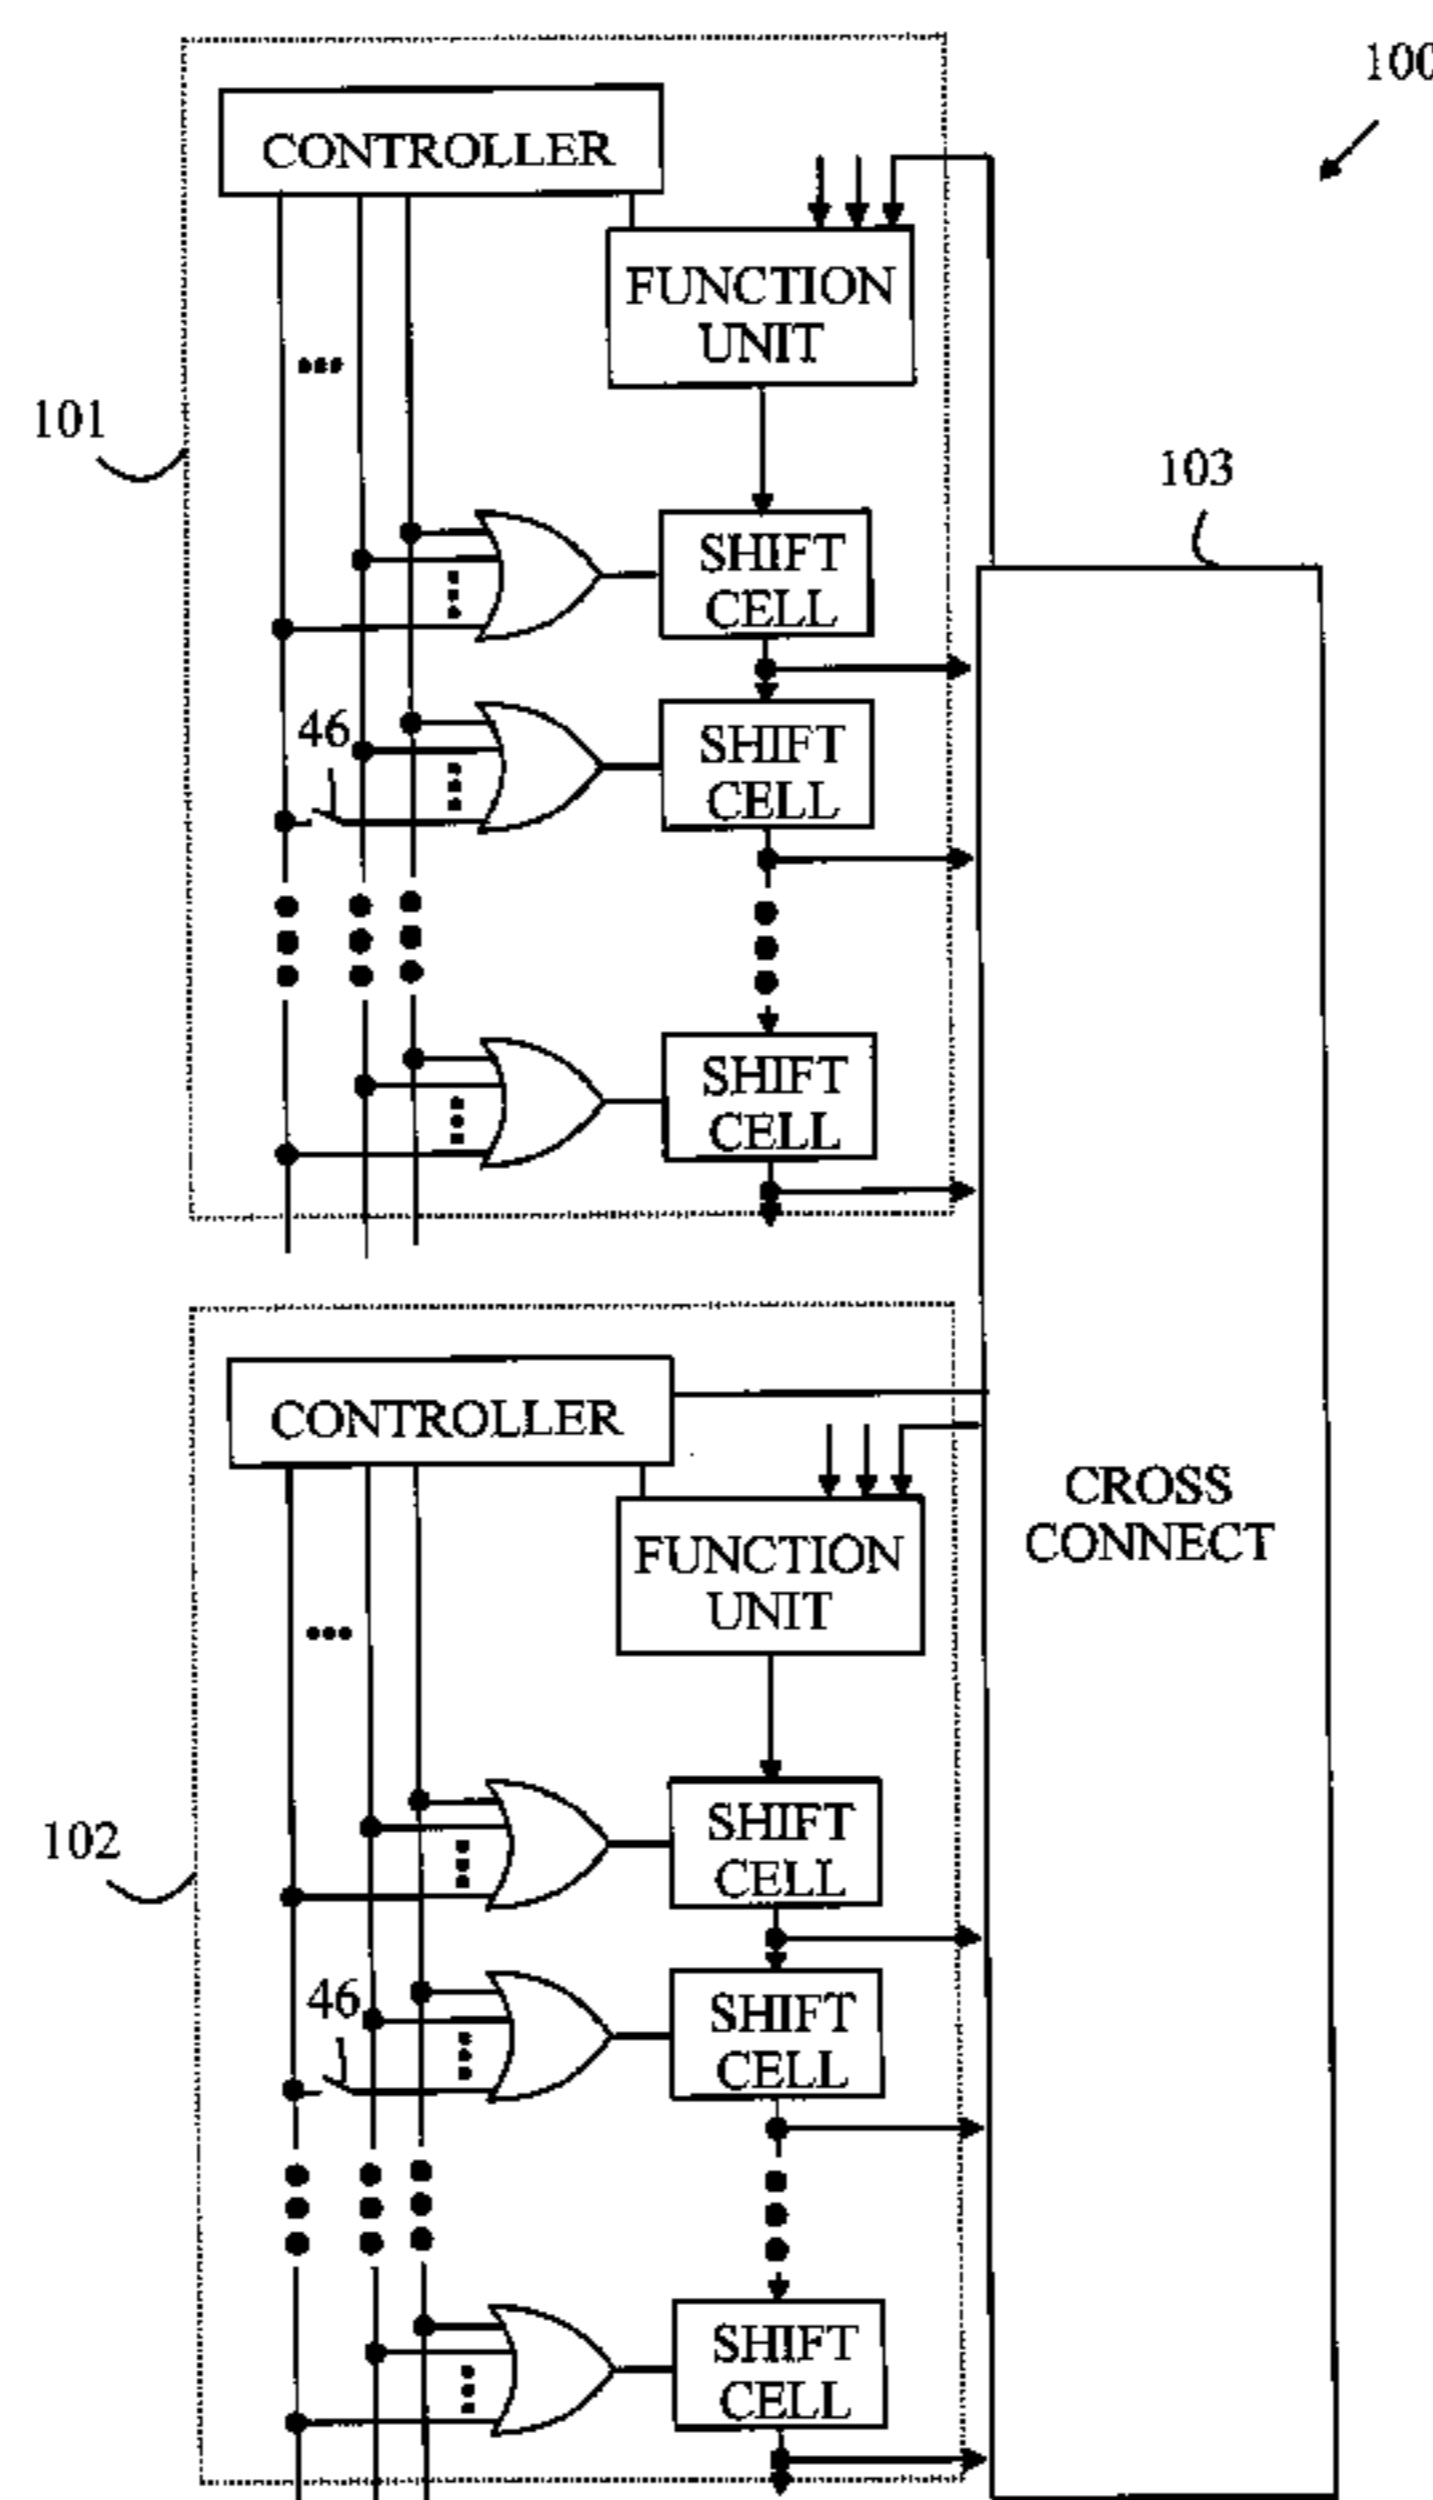 100
CONTROLLER
FUNCTION
UNIT
101
103
SHIFT
CELL
46
SHIFT
CELL
SHIFT
CELL
CONTROLLER
CROSS
CONNECT
FUNCTION
UNIT
102
SHIFT
CELL
46
SHIFT
CELL
SHIFT
CELL